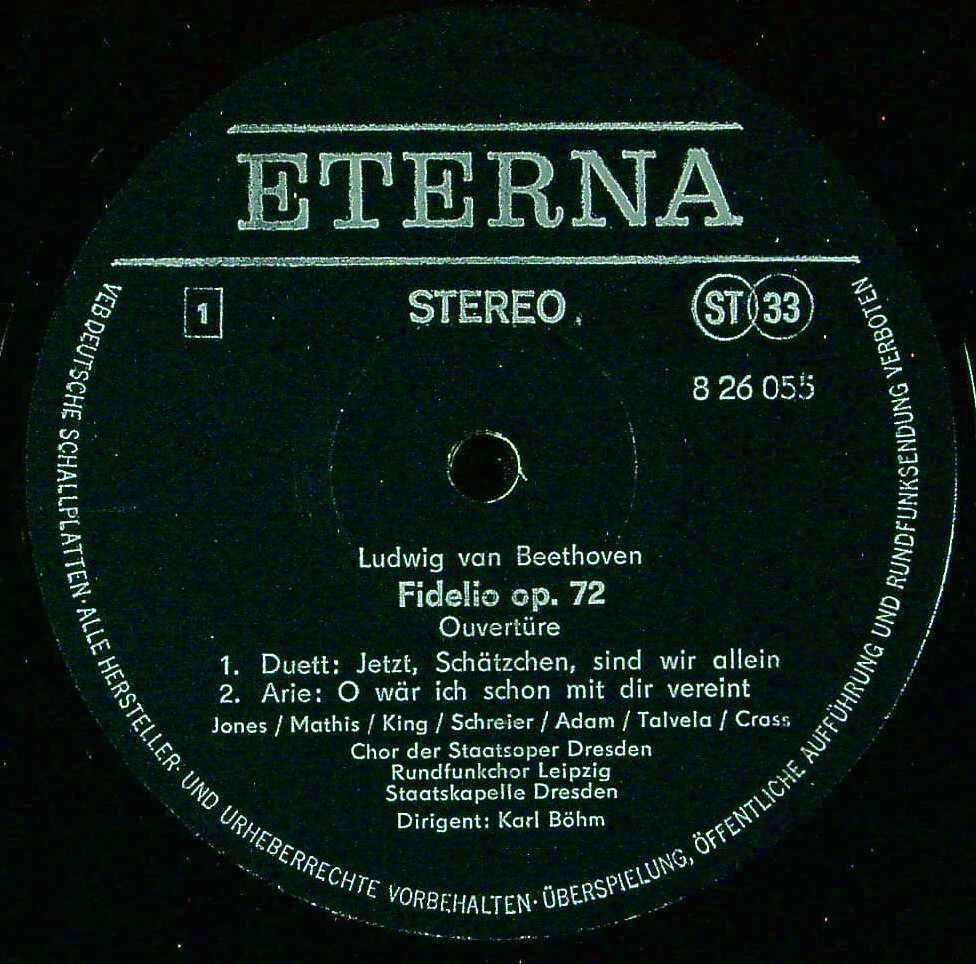 ETERNA
1 STEREO ST 33
8 26 055
Ludwig van Beethoven
Fidelio op. 72
Ouvertüre
1. Duett: Jetzt, Schätzchen, sind wir allein
2. Arie: O wär ich schon mit dir vereint
Jones / Mathis / King / Schreier / Adam / Talvela / Crass
Chor der Staatsoper Dresden
Rundfunkchor Leipzig
Staatskapelle Dresden
Dirigent: Karl Böhm
VEB DEUTSCHE SCHALLPLATTEN · ALLE HERSTELLER- UND URHEBERRECHTE VORBEHALTEN · ÜBERSPIELUNG, ÖFFENTLICHE AUFFÜHRUNG UND RUNDFUNKSENDUNG VERBOTEN